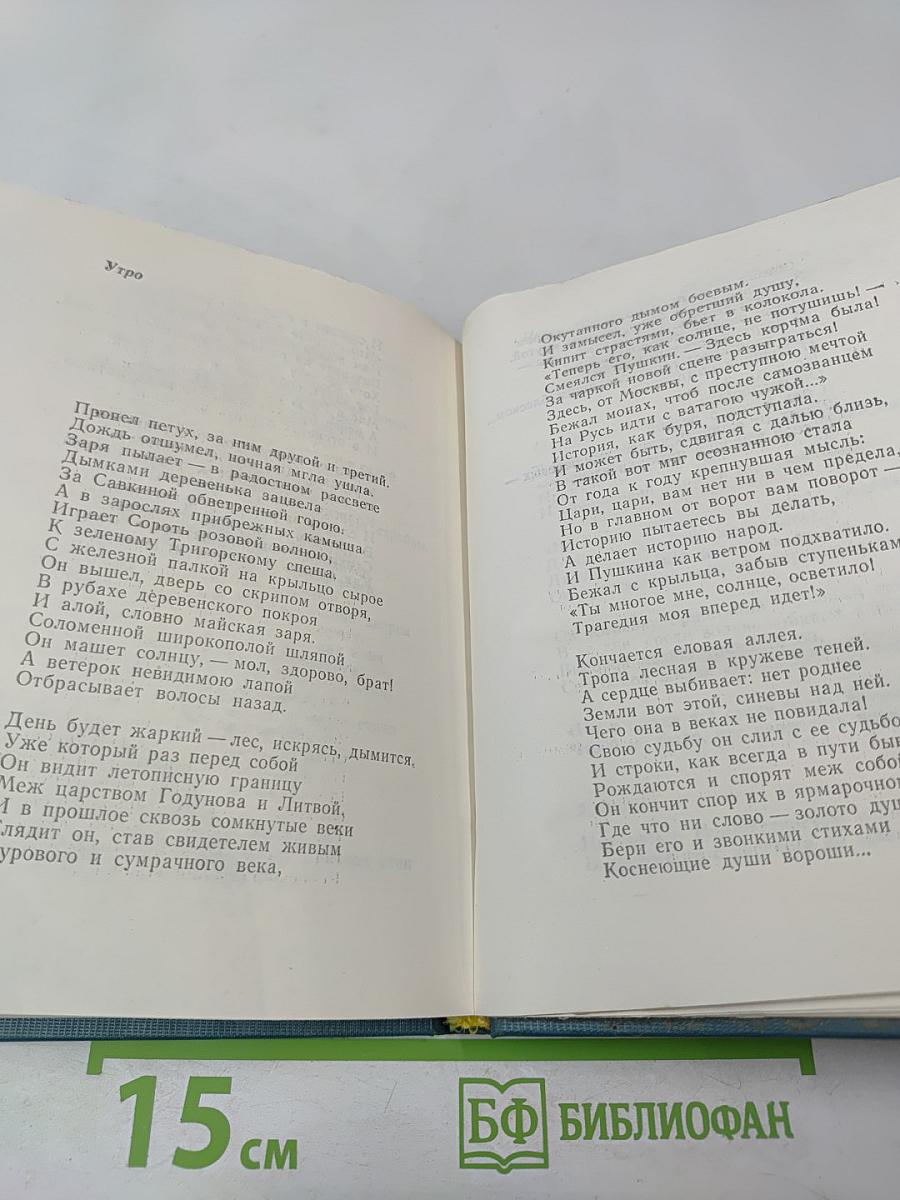 Утро
Пропел петух, за ним другой и третий.
Дождь отшумел, ночная мгла ушла.
Заря пылает — в радостном рассвете
Дымками деревенька зацвела
За Савкиной обветренной горою.
А в зарослях прибрежных камыша
Играет Сороть розовой волною,
К зеленому Тригорскому спеша,
С железной палкой на крыльцо сырое
Он вышел, дверь со скрипом отворя,
В рубахе деревенского покроя
И алой, словно майская заря.
Соломенной широкополой шляпой
Он машет солнцу, — мол, здорово, брат!
А ветерок невидимою лапой
Отбрасывает волосы назад.
День будет жаркий — лес, искрясь, дымится,
Уже который раз перед собой
Он видит летописную границу
Меж царством Годунова и Литвой,
И в прошлое сквозь сомкнутые веки
лядит он, став свидетелем живым
урового и сумрачного века,
Окутанного дымом боевым.
И замысел, уже обретший душу,
Кипит страстями, бьет в колокола.
«Теперь его, как солнце, не потушишь! —
Смеялся Пушкин. — Здесь корчма была!
За чаркой новой сцене разыграться!
Здесь, от Москвы, с преступною мечтой
Бежал монах, чтоб после самозванцем
На Русь идти с ватагою чужой...»
История, как буря, подступала.
И может быть, сдвигая с далью близь,
В такой вот миг осознанною стала
От года к году крепнувшая мысль:
Цари, цари, вам нет ни в чем предела,
Но в главном от ворот вам поворот —
Историю пытаетесь вы делать,
А делает историю народ.
И Пушкина как ветром подхватило.
Бежал с крыльца, забыв ступенькам
«Ты многое мне, солнце, осветило!
Трагедия моя вперед идет!»
Кончается еловая аллея.
Тропа лесная в кружеве теней.
А сердце выбивает: нет роднее
Земли вот этой, синевы над ней.
Чего она в веках не повидала!
Свою судьбу он слил с ее судьбо
И строки, как всегда в пути быв
Рождаются и спорят меж собой
Он кончит спор их в ярмарочно
Где что ни слово — золото душ
Бери его и звонкими стихами
Коснеющие души вороши...
15 см
БФ БИБЛИОФАН